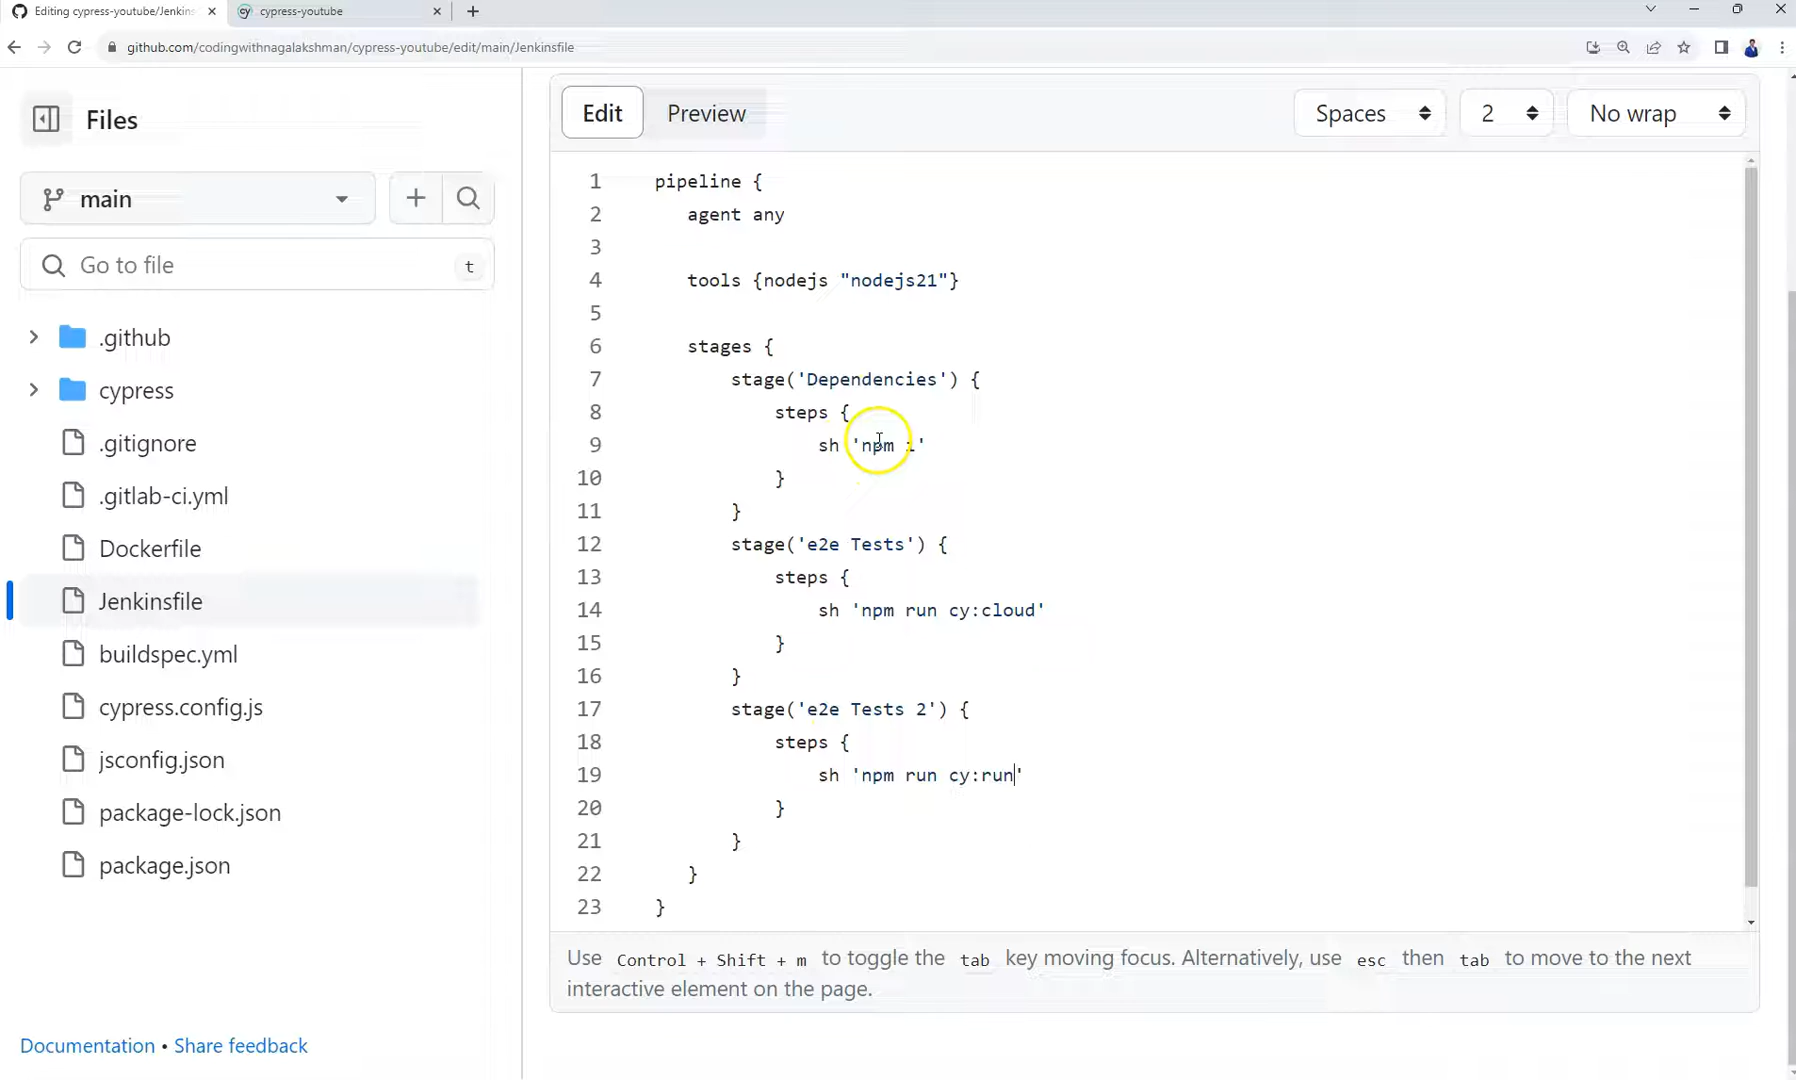 Editing cypress-youtube/Jenkins
cypress-youtube
github.com/codingwithnagalakshman/cypress-youtube/edit/main/Jenkinsfile
Files
main
Go to file
t
.github
cypress
.gitignore
.gitlab-ci.yml
Dockerfile
Jenkinsfile
buildspec.yml
cypress.config.js
jsconfig.json
package-lock.json
package.json
Documentation • Share feedback
Edit
Preview
Spaces
2
No wrap
1 pipeline {
2 agent any
3
4 tools {nodejs "nodejs21"}
5
6 stages {
7 stage('Dependencies') {
8 steps {
9 sh 'npm i'
10 }
11 }
12 stage('e2e Tests') {
13 steps {
14 sh 'npm run cy:cloud'
15 }
16 }
17 stage('e2e Tests 2') {
18 steps {
19 sh 'npm run cy:run'
20 }
21 }
22 }
23 }
Use Control + Shift + m to toggle the tab key moving focus. Alternatively, use esc then tab to move to the next
interactive element on the page.